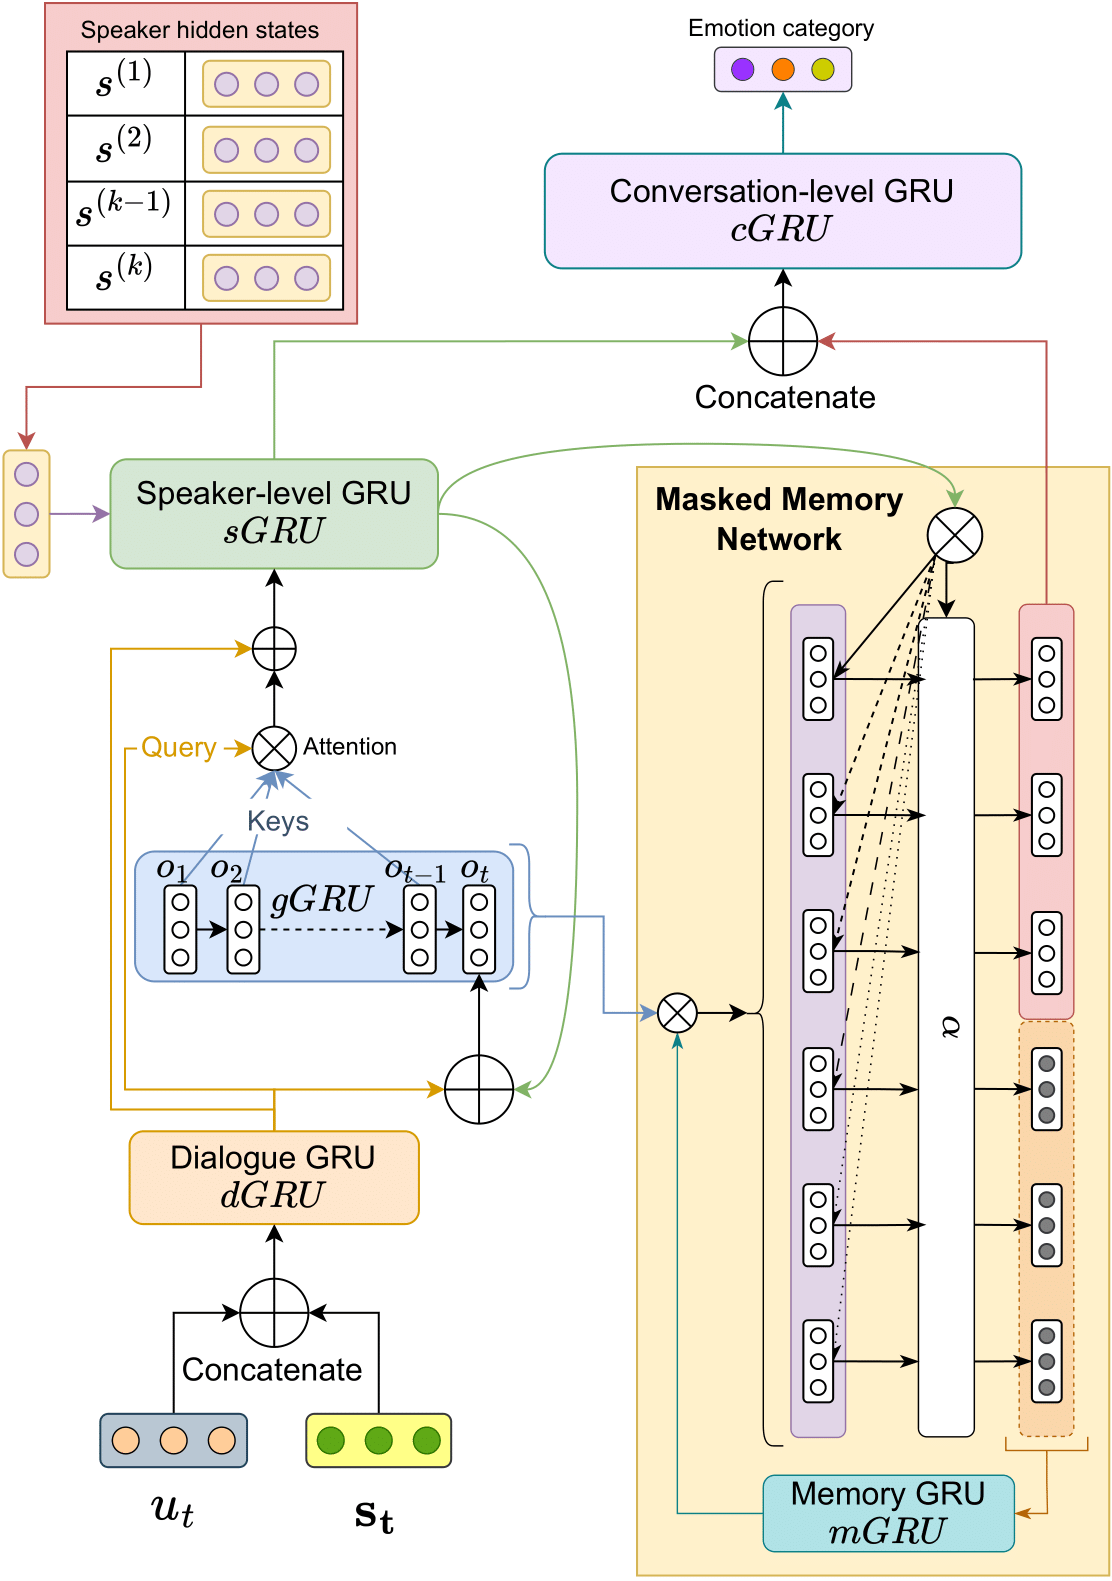 Speaker hidden states
s^(1)
s^(2)
s^(k−1)
s^(k)
Emotion category
Conversation-level GRU
cGRU
Concatenate
Speaker-level GRU
sGRU
Masked Memory
Network
Query
Attention
Keys
o_1 o_2 o_{t−1} o_t
gGRU
α
Dialogue GRU
dGRU
Concatenate
u_t
s_t
Memory GRU
mGRU